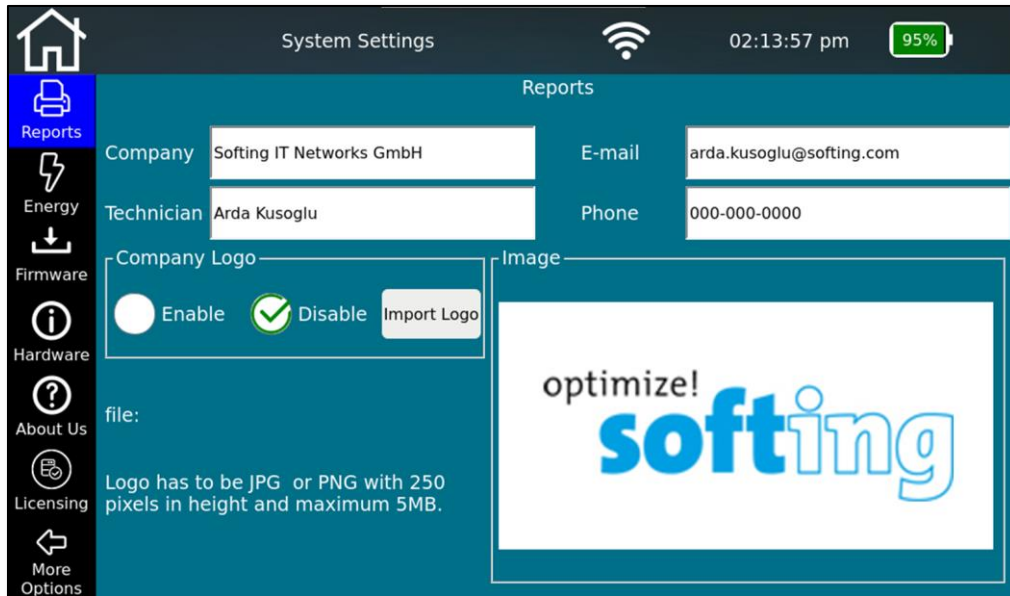 System Settings
02:13:57 pm
95%
Reports
Energy
Firmware
Hardware
About Us
Licensing
More
Options
Reports
Company
Softing IT Networks GmbH
E-mail
arda.kusoglu@softing.com
Technician
Arda Kusoglu
Phone
000-000-0000
Company Logo
Enable
Disable
Import Logo
file:
Logo has to be JPG  or PNG with 250
pixels in height and maximum 5MB.
Image
optimize!
softing